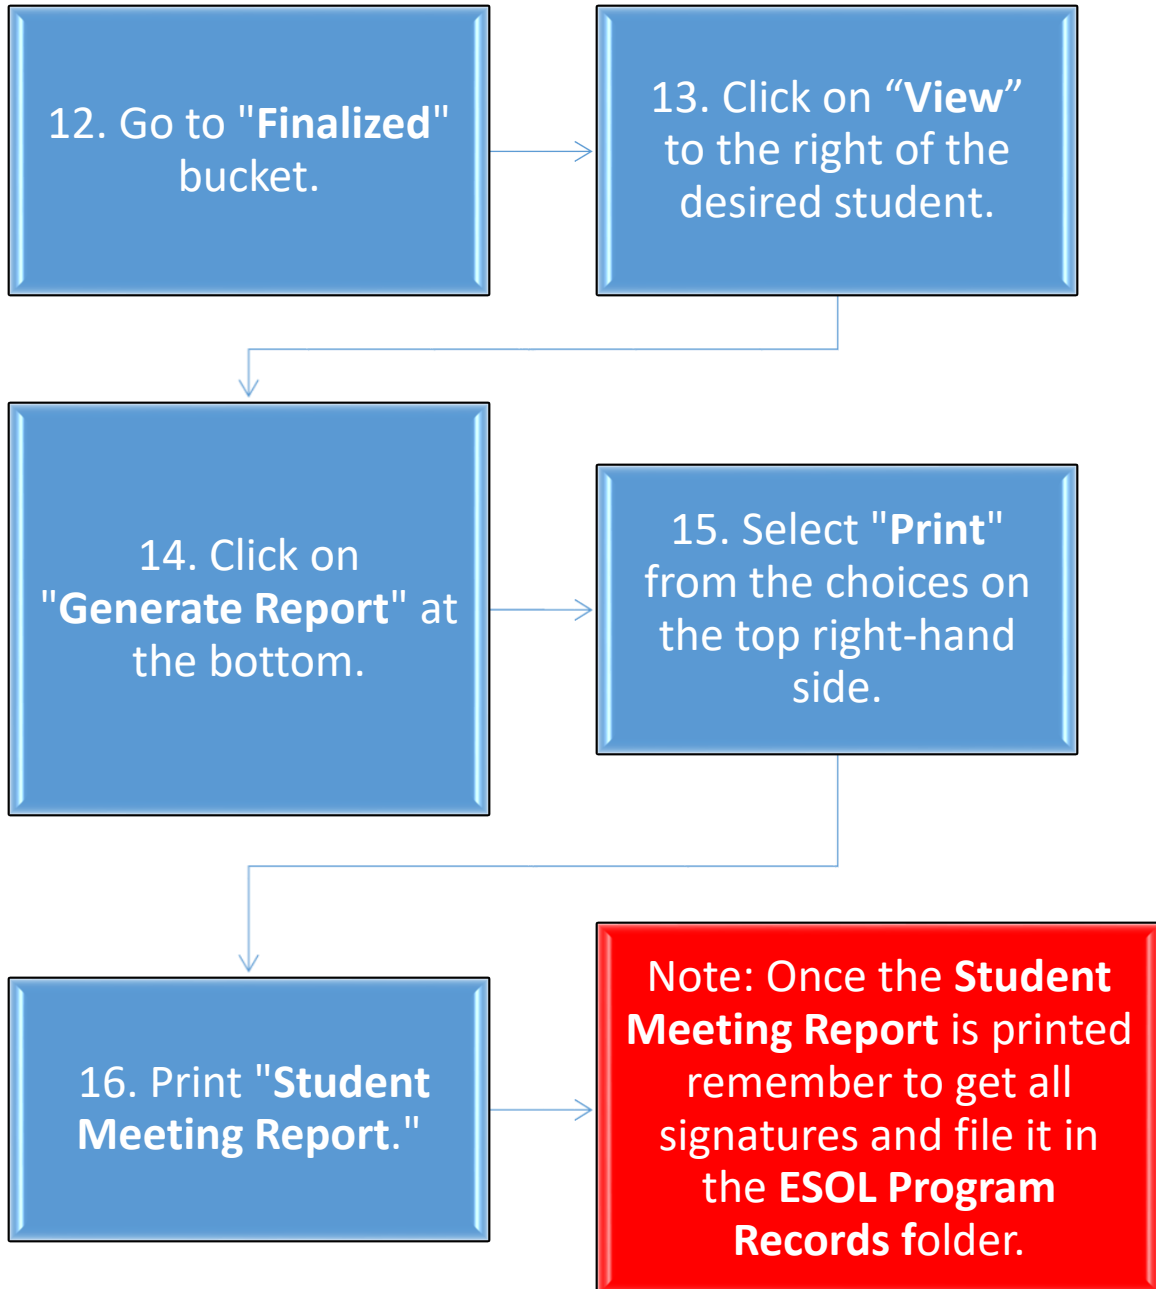 12. Go to "Finalized"
bucket.
13. Click on “View”
to the right of the
desired student.
14. Click on
"Generate Report" at
the bottom.
15. Select "Print"
from the choices on
the top right-hand
side.
16. Print "Student
Meeting Report."
Note: Once the Student
Meeting Report is printed
remember to get all
signatures and file it in
the ESOL Program
Records folder.